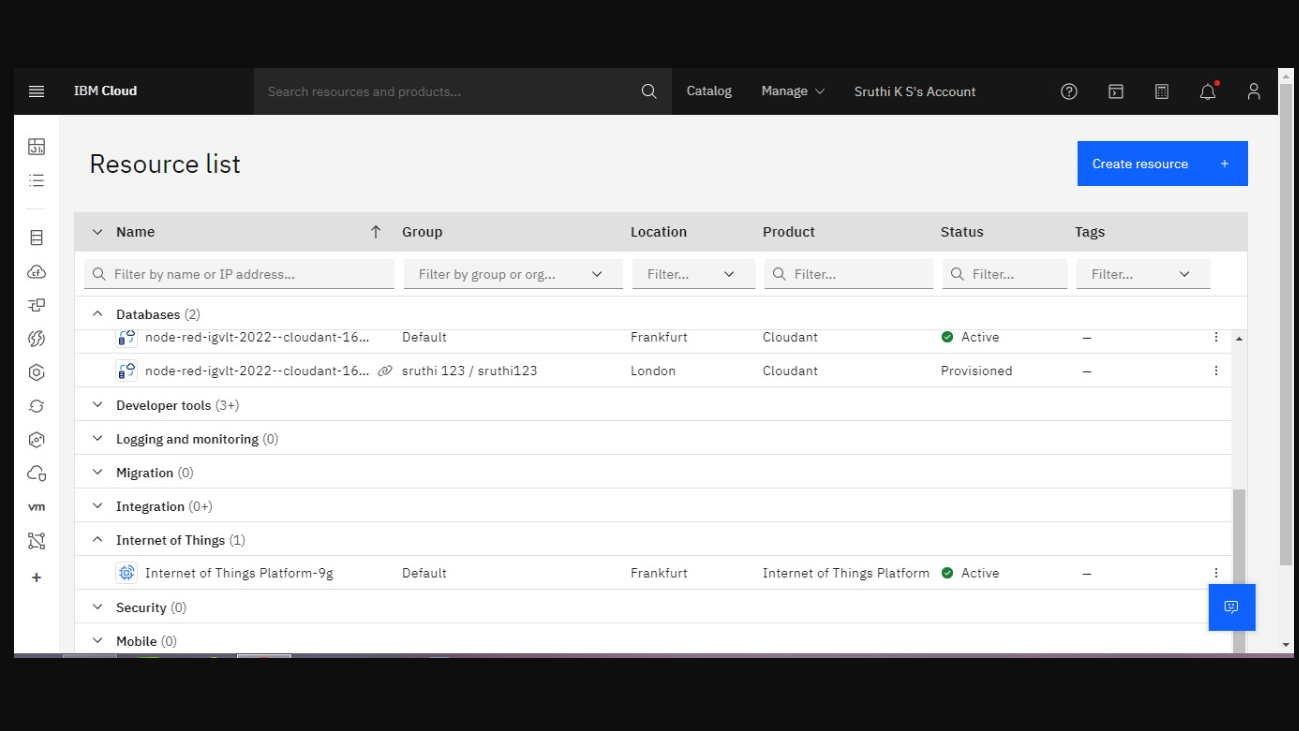 IBM Cloud Search resources and products... Catalog Manage Sruthi K S's Account
Resource list
Create resource +
Name Group Location Product Status Tags
Filter by name or IP address... Filter by group or org... Filter... Filter... Filter... Filter...
Databases (2)
node-red-igvlt-2022--cloudant-16... Default Frankfurt Cloudant Active –
node-red-igvlt-2022--cloudant-16... sruthi 123 / sruthi123 London Cloudant Provisioned –
Developer tools (3+)
Logging and monitoring (0)
Migration (0)
vm
Integration (0+)
Internet of Things (1)
Internet of Things Platform-9g Default Frankfurt Internet of Things Platform Active –
Security (0)
Mobile (0)